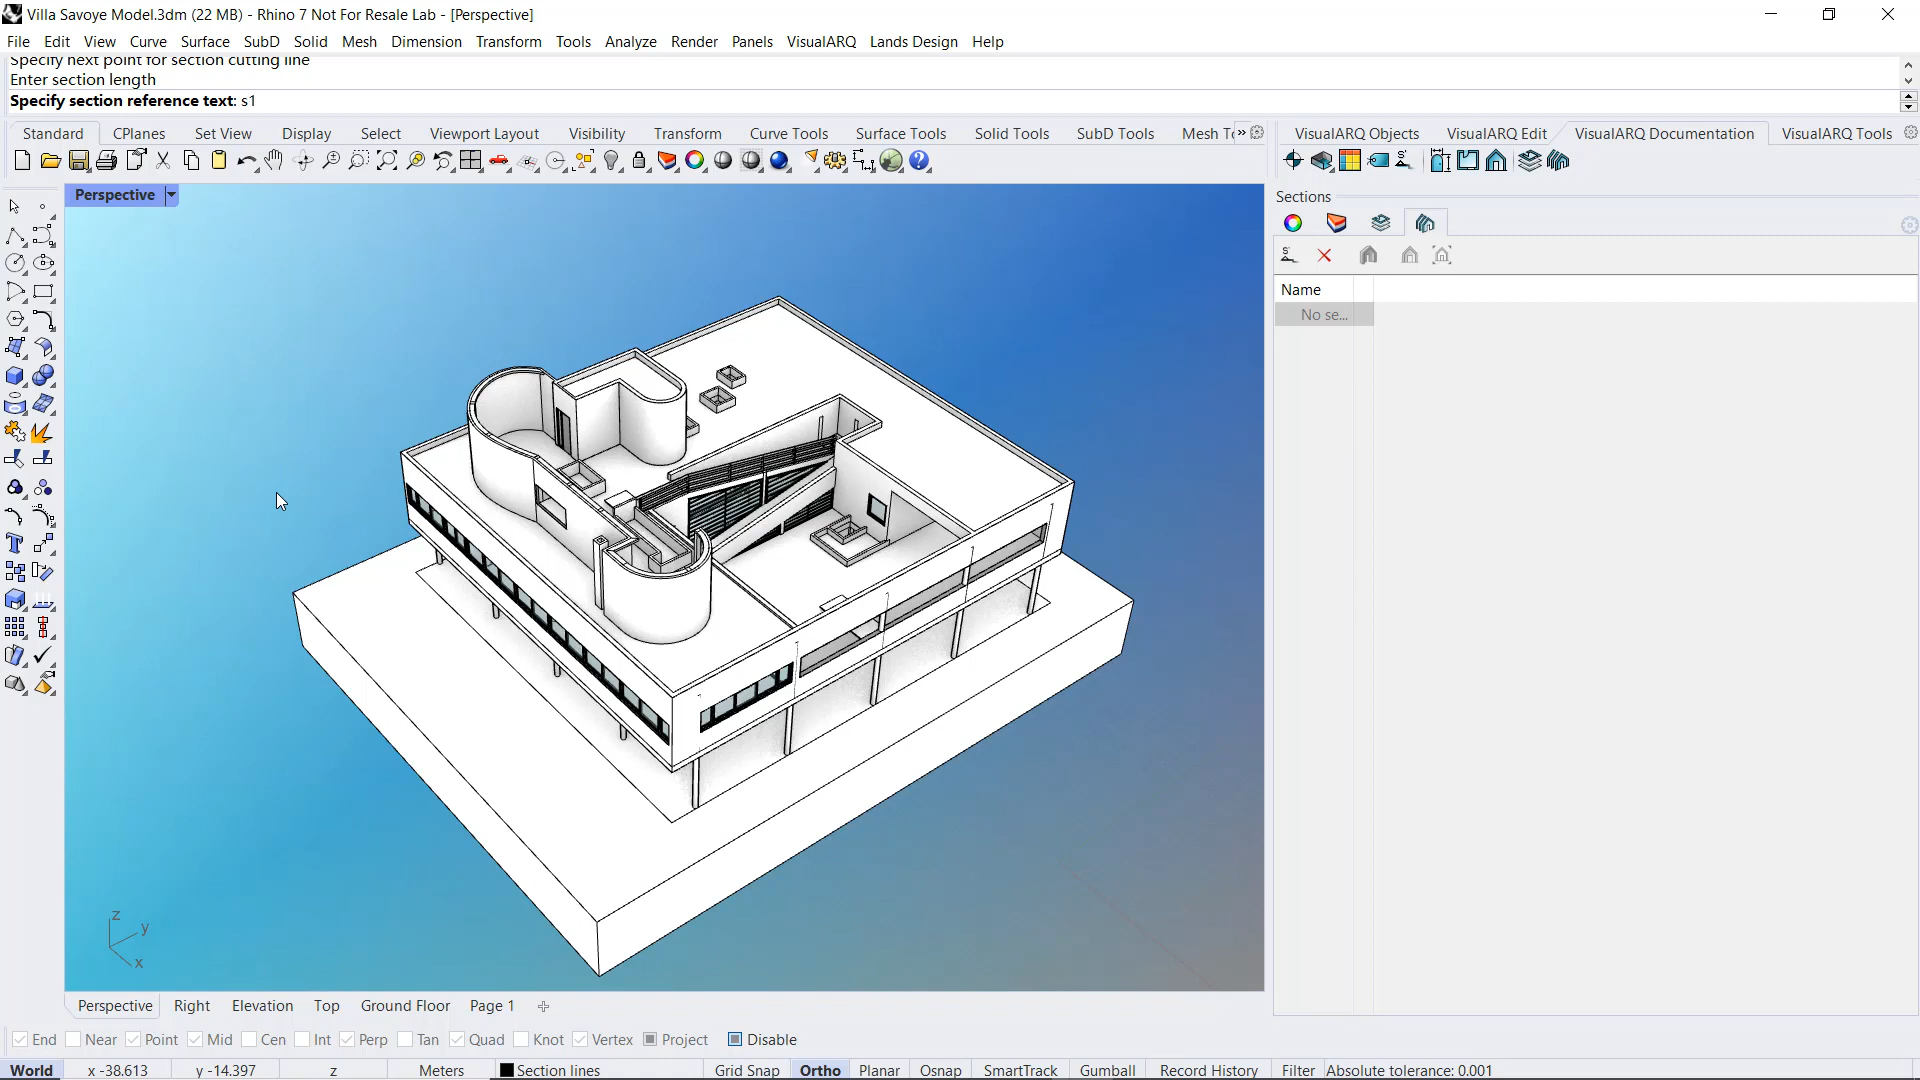 Villa Savoye Model.3dm (22 MB) - Rhino 7 Not For Resale Lab - [Perspective]
File Edit View Curve Surface SubD Solid Mesh Dimension Transform Tools Analyze Render Panels VisualARQ Lands Design Help
Specify next point for section cutting line
Enter section length
Specify section reference text: s1
Standard CPlanes Set View Display Select Viewport Layout Visibility Transform Curve Tools Surface Tools Solid Tools SubD Tools Mesh T »
VisualARQ Objects VisualARQ Edit VisualARQ Documentation VisualARQ Tools
Perspective
Sections
Name
No se...
z
y
x
Perspective Right Elevation Top Ground Floor Page 1
End Near Point Mid Cen Int Perp Tan Quad Knot Vertex Project Disable
World x -38.613 y -14.397 z Meters Section lines Grid Snap Ortho Planar Osnap SmartTrack Gumball Record History Filter Absolute tolerance: 0.001